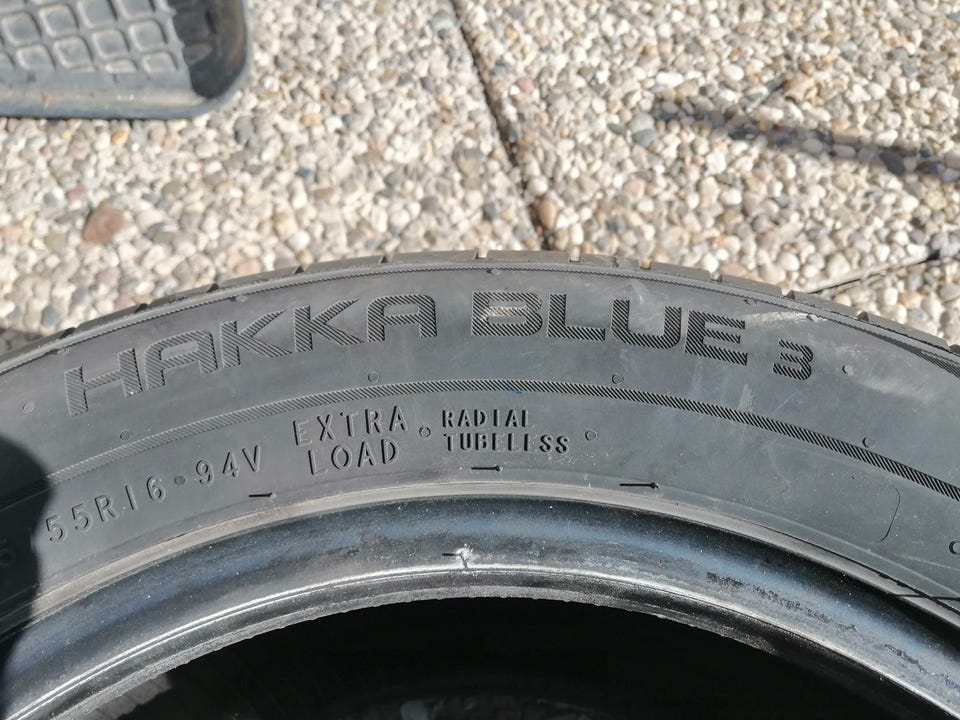 HAKKA BLUE 3
55R16 94V EXTRA LOAD RADIAL TUBELESS